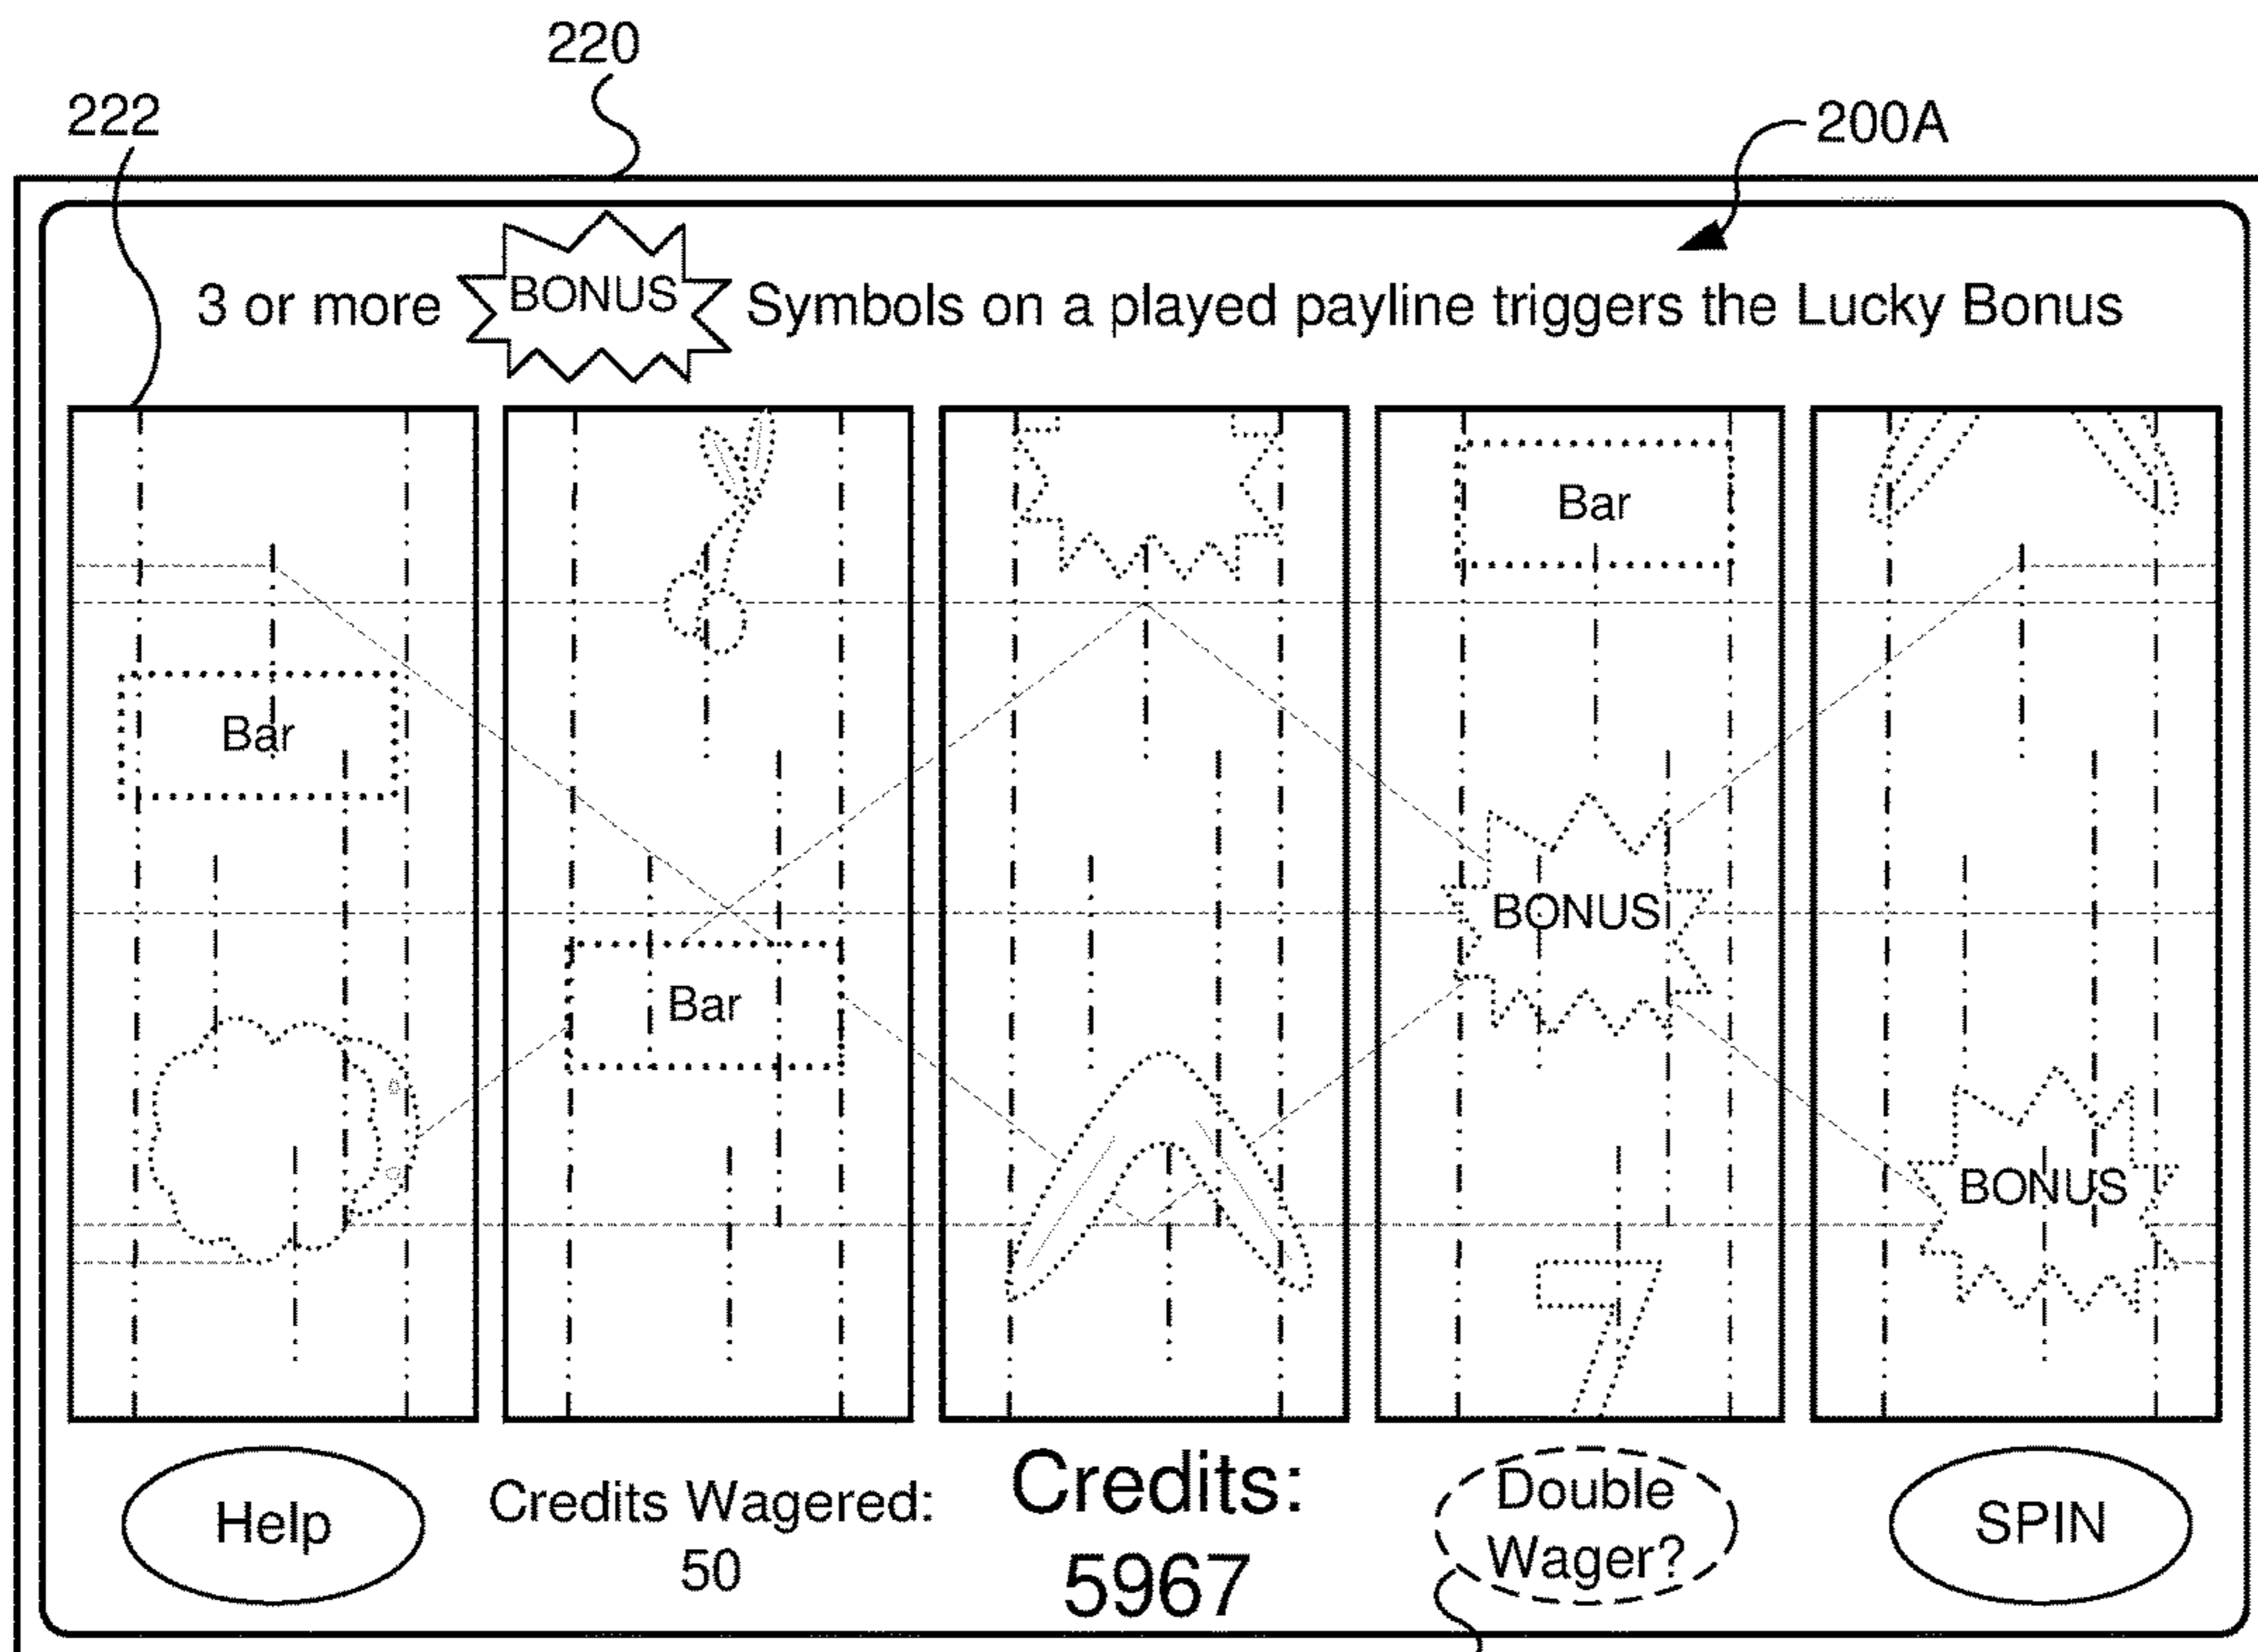 220
222
200A
3 or more BONUS Symbols on a played payline triggers the Lucky Bonus
Bar
Bar
BONUS
Bar
BONUS
7
Help
Credits Wagered:
50
Credits:
5967
Double
Wager?
SPIN